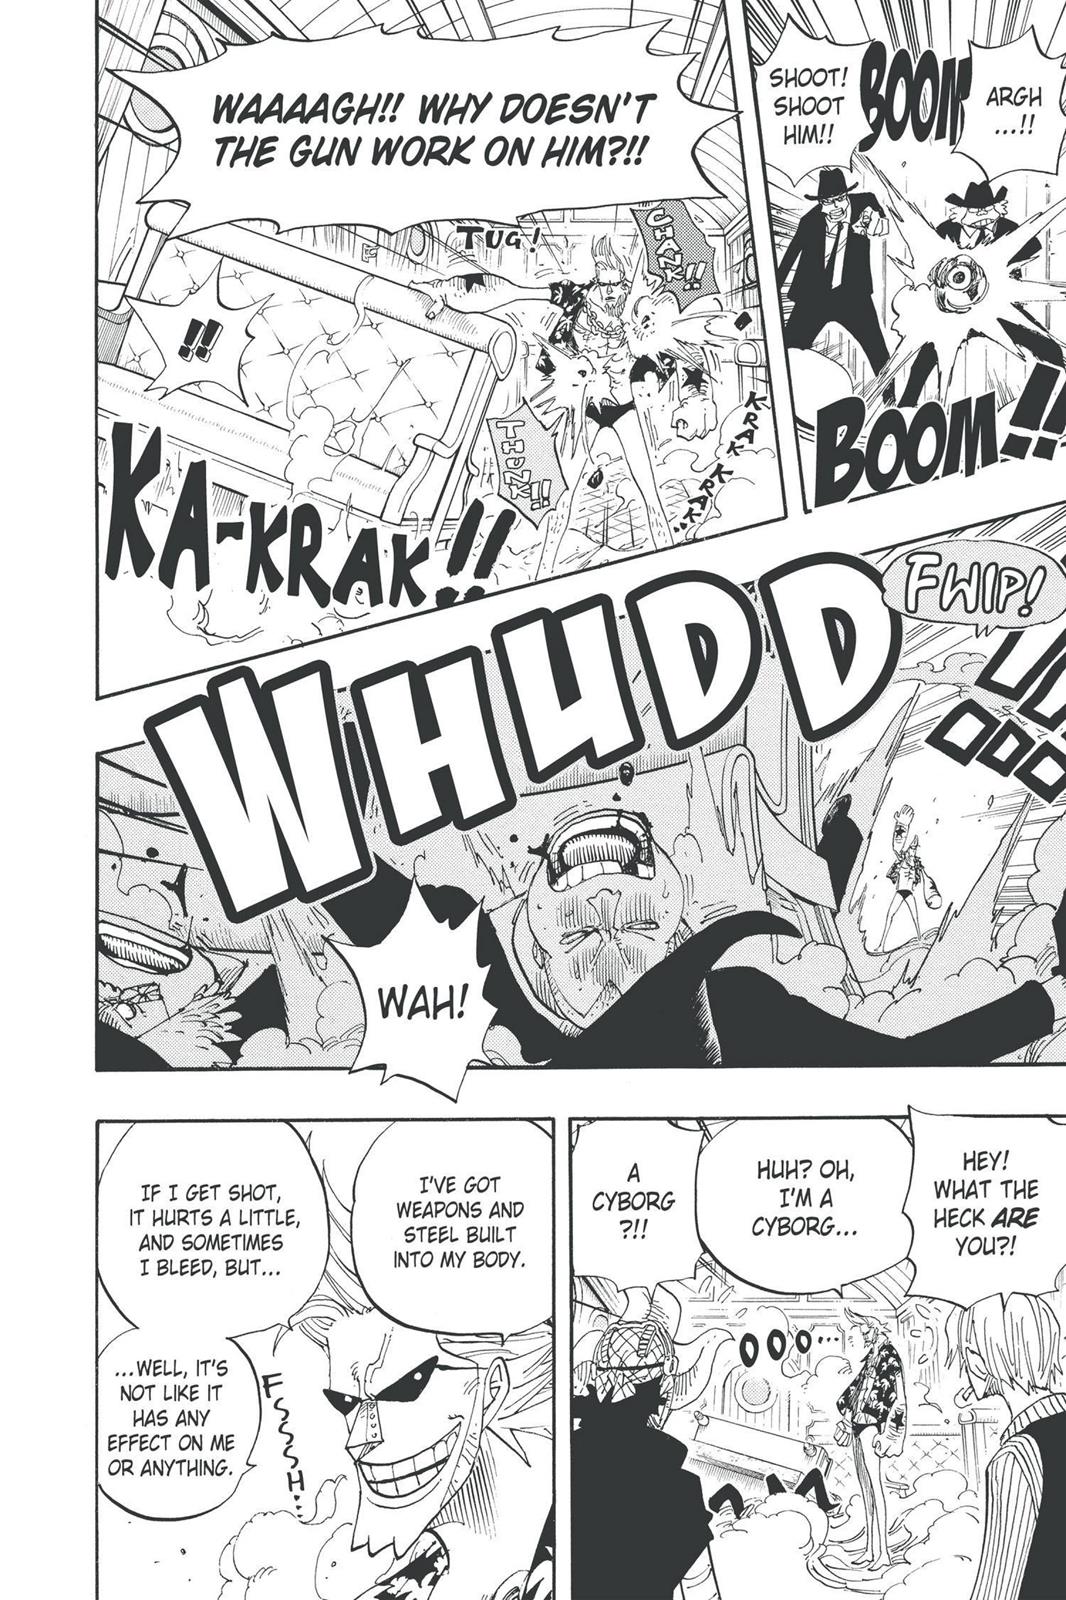 SHOOT!
SHOOT
HIM!!
BOOM
ARGH
...!!
BOOM!!
WAAAAGH!! WHY DOESN'T
THE GUN WORK ON HIM?!!
TUG!
CHANK!!
!!
THUNK!!
KRAK KRAK
KRAK..
KA-KRAK!!
FWIP!
WHUDD
WAH!
HEY!
WHAT THE
HECK ARE
YOU?!
HUH? OH,
I'M A
CYBORG...
A
CYBORG
?!!
OOO...
I'VE GOT
WEAPONS AND
STEEL BUILT
INTO MY BODY.
IF I GET SHOT,
IT HURTS A LITTLE,
AND SOMETIMES
I BLEED, BUT...
FSSSH..
...WELL, IT'S
NOT LIKE IT
HAS ANY
EFFECT ON ME
OR ANYTHING.